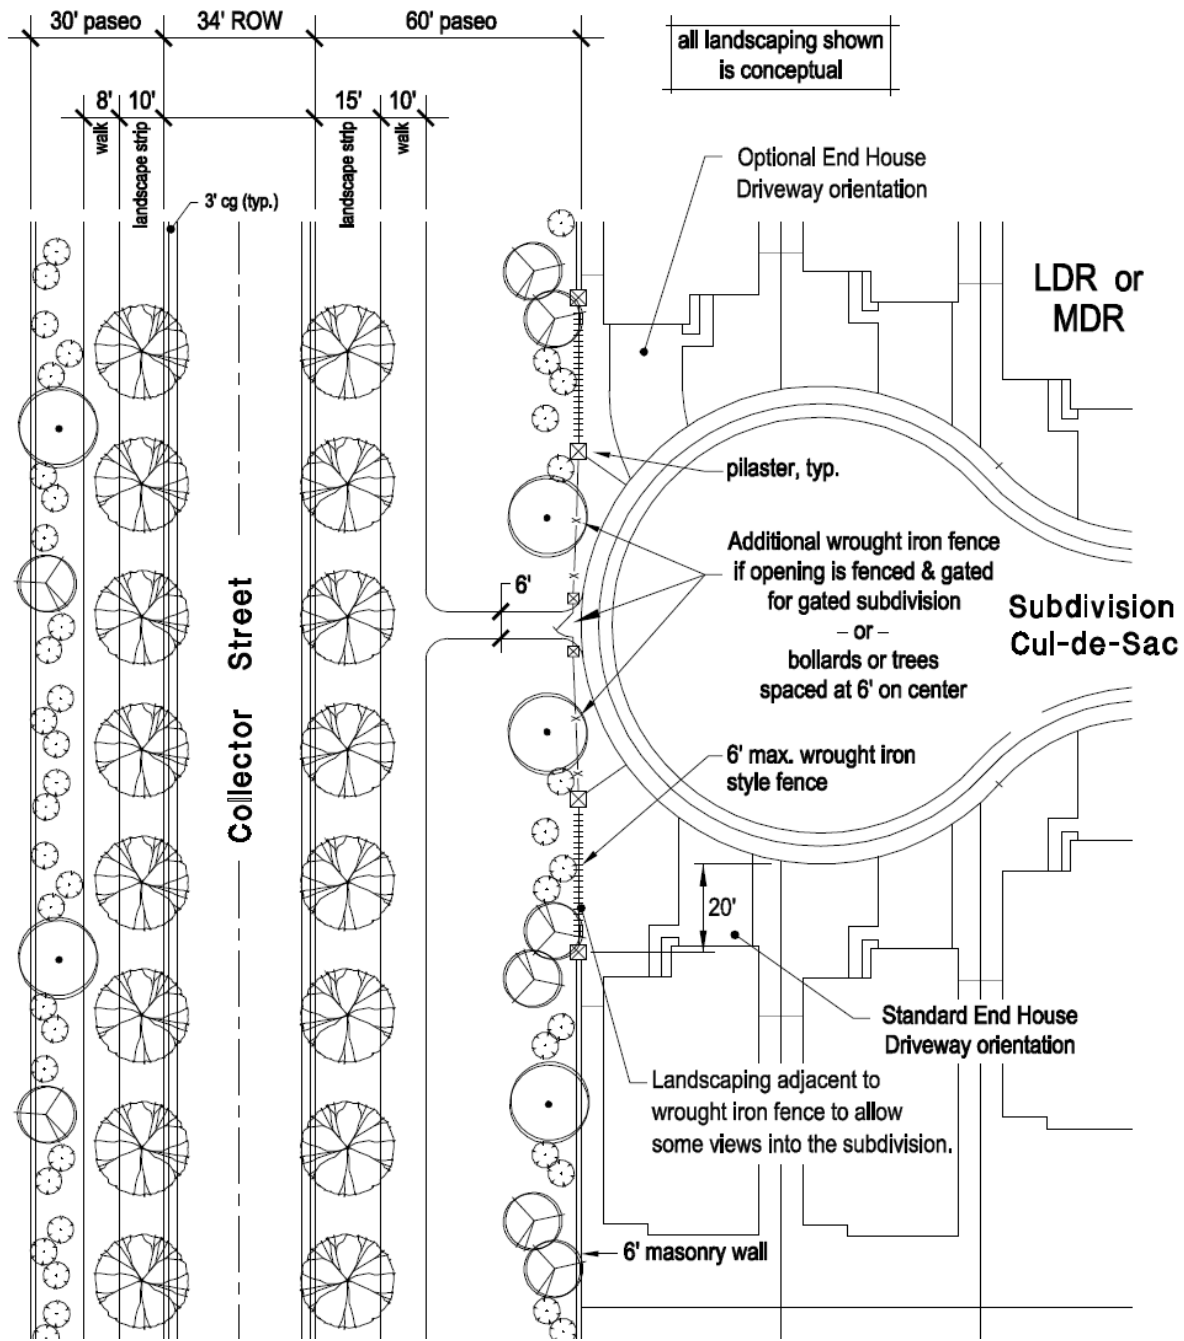 30' paseo
34' ROW
60' paseo
all landscaping shown
is conceptual
8'
10'
15'
10'
walk
landscape strip
landscape strip
walk
3' cg (typ.)
Optional End House
Driveway orientation
LDR or
MDR
pilaster, typ.
Additional wrought iron fence
if opening is fenced & gated
for gated subdivision
– or –
bollards or trees
spaced at 6' on center
6'
Subdivision
Cul-de-Sac
Collector Street
6' max. wrought iron
style fence
20'
Standard End House
Driveway orientation
Landscaping adjacent to
wrought iron fence to allow
some views into the subdivision.
6' masonry wall